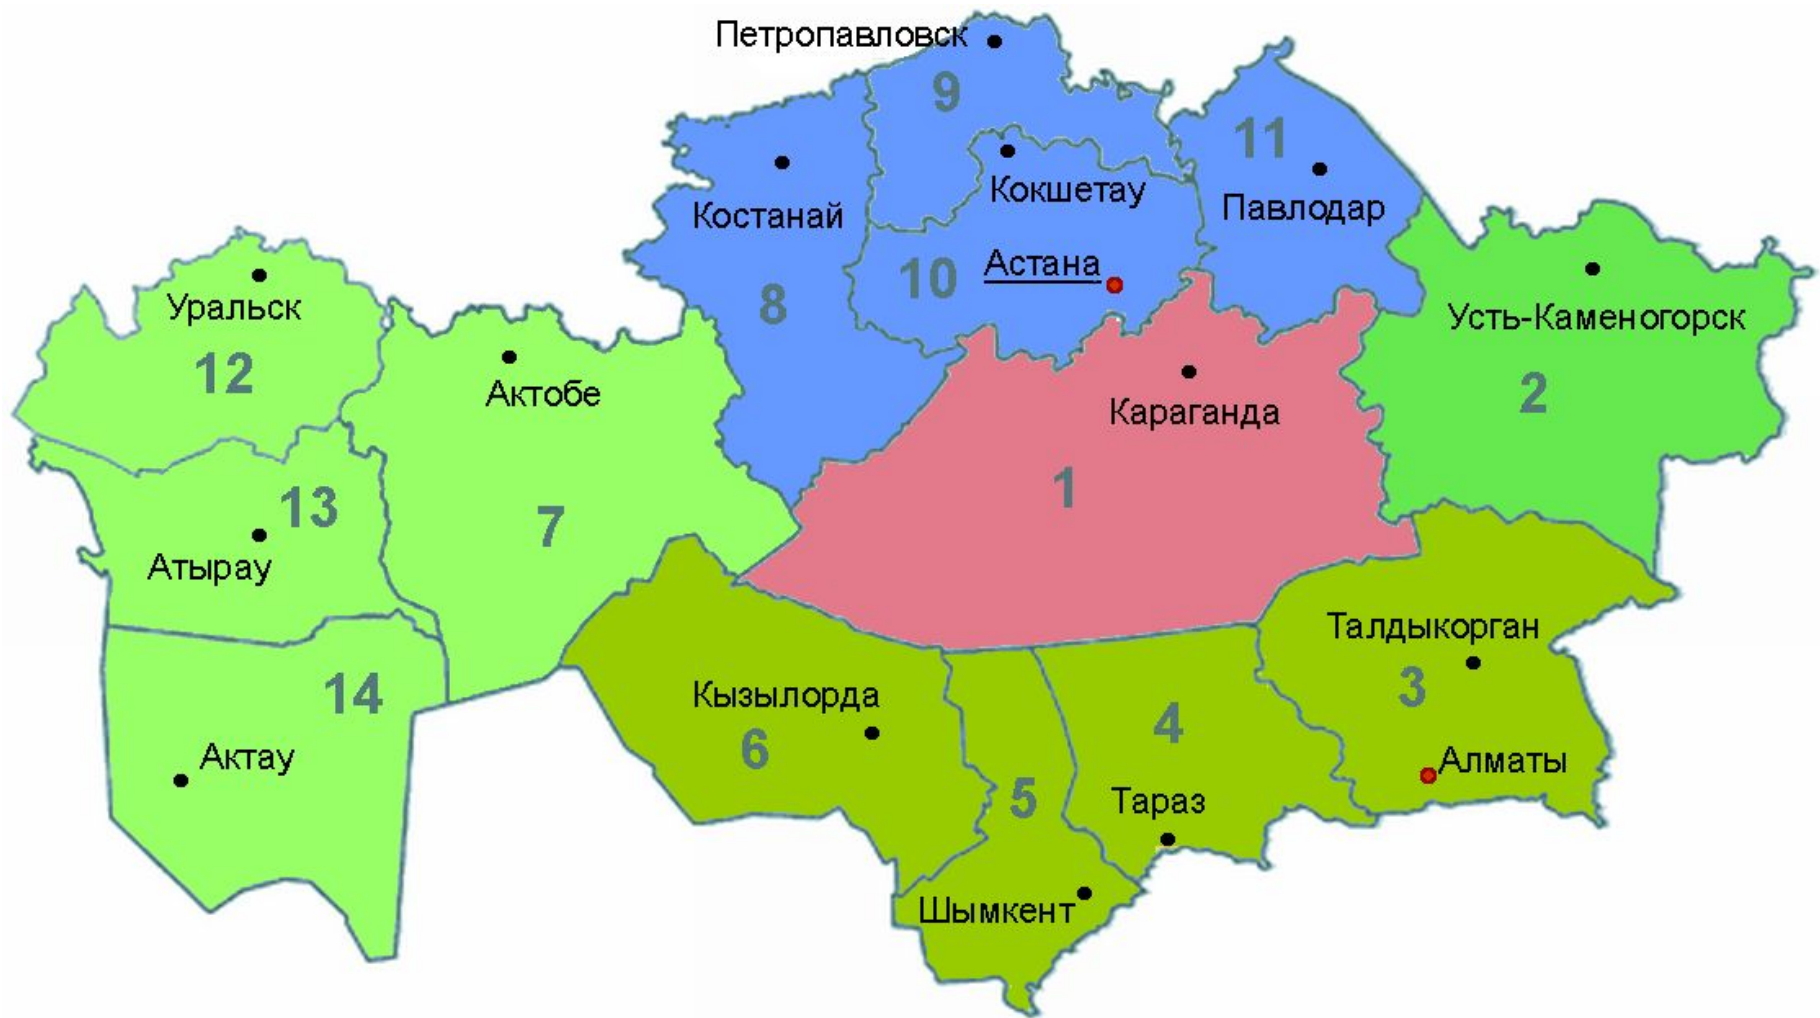 Петропавловск
9
11
Кокшетау
Костанай
Павлодар
10
Астана
8
Уральск
12
Усть-Каменогорск
2
Актобе
Караганда
1
13
7
Атырау
Талдыкорган
3
14
Кызылорда
6
4
Актау
Алматы
5
Тараз
Шымкент